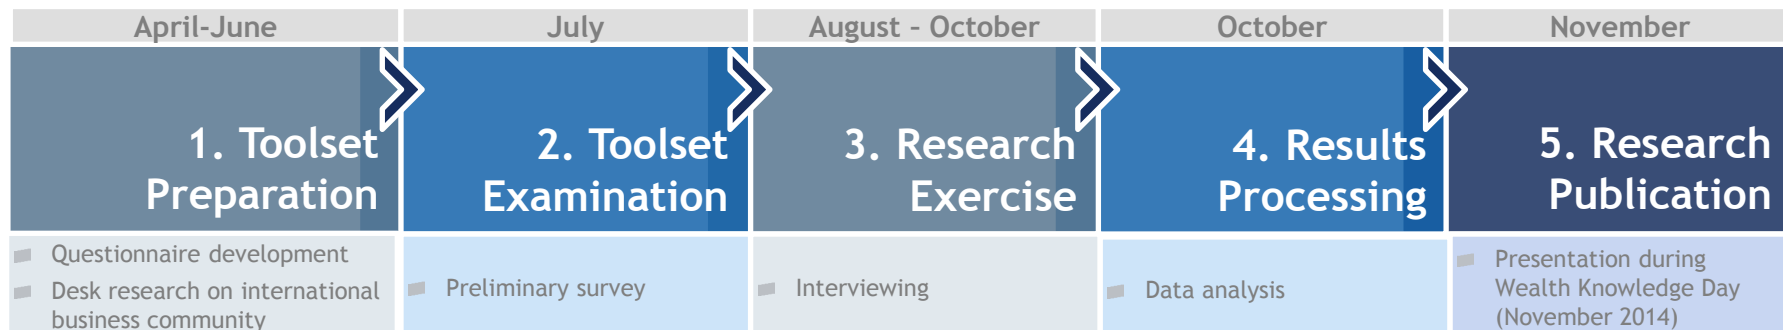 April-June
July
August – October
October
November
1. Toolset
Preparation
2. Toolset
Examination
3. Research
Exercise
4. Results
Processing
5. Research
Publication
Questionnaire development
Desk research on international
business community
Preliminary survey
Interviewing
Data analysis
Presentation during
Wealth Knowledge Day
(November 2014)